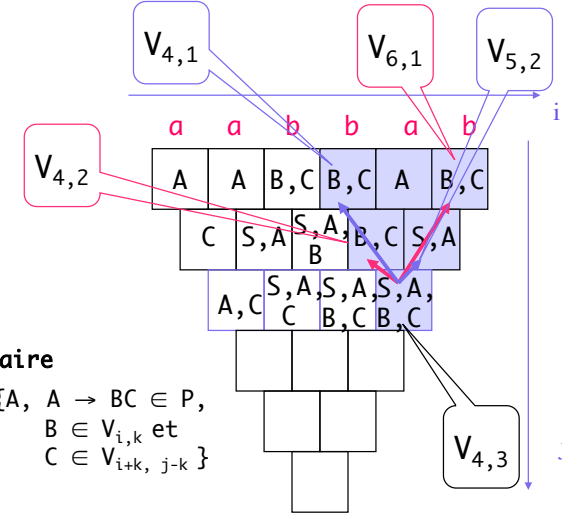 V4,1
V6,1
V5,2
i
a a b b a b
V4,2
A A B,C B,C A B,C
C S,A S,A,B B,C S,A
A,C S,A,C S,A,B,C S,A,B,C
aire
{A, A → BC ∈ P,
B ∈ Vi,k et
C ∈ Vi+k, j-k }
V4,3